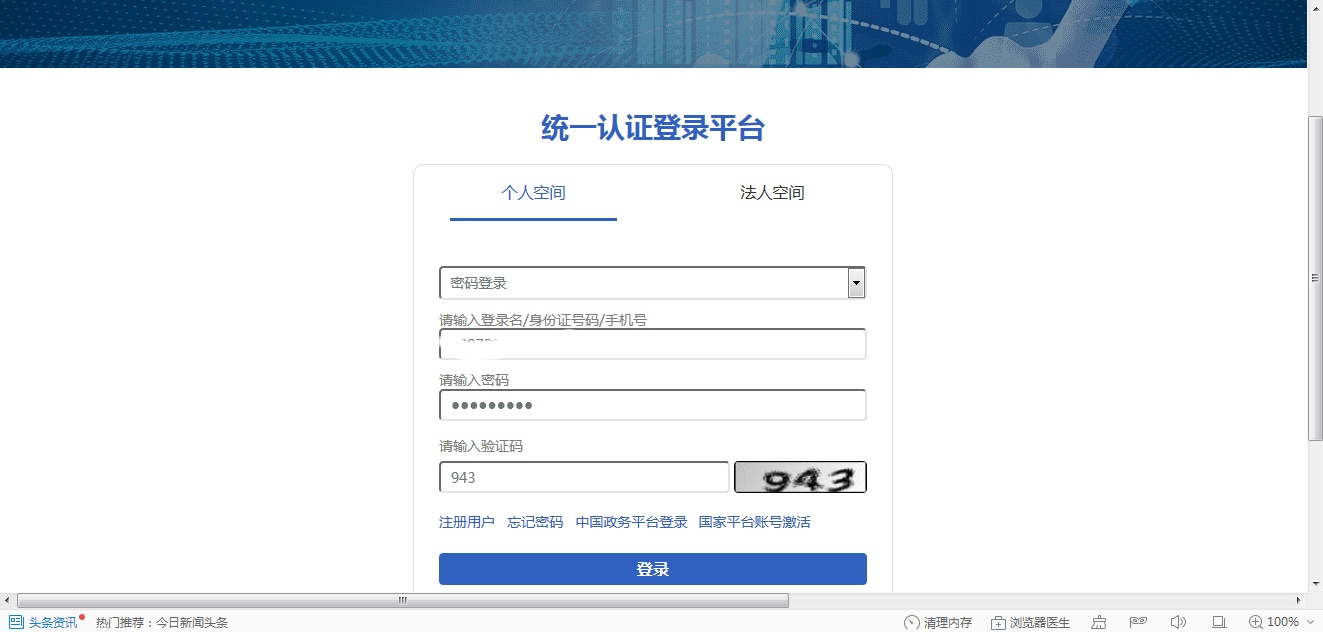 统一认证登录平台
个人空间 法人空间
密码登录
请输入登录名/身份证号码/手机号
请输入密码
●●●●●●●●●
请输入验证码
943 943
注册用户 忘记密码 中国政务平台登录 国家平台账号激活
登录
头条资讯 热门推荐：今日新闻头条 清理内存 浏览器医生 100%